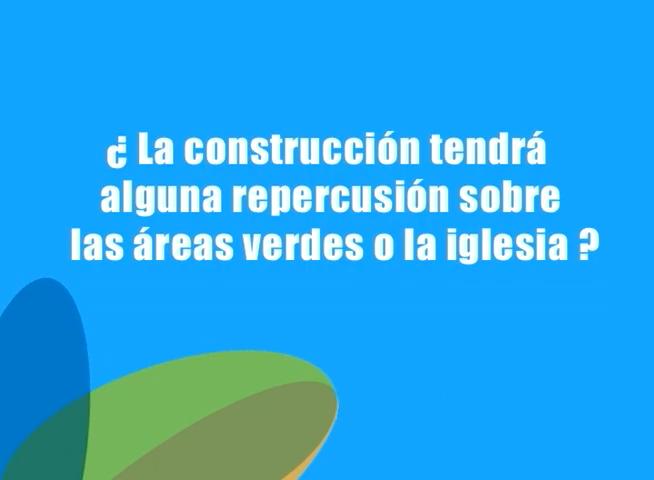 ¿ La construcción tendrá
alguna repercusión sobre
las áreas verdes o la iglesia ?